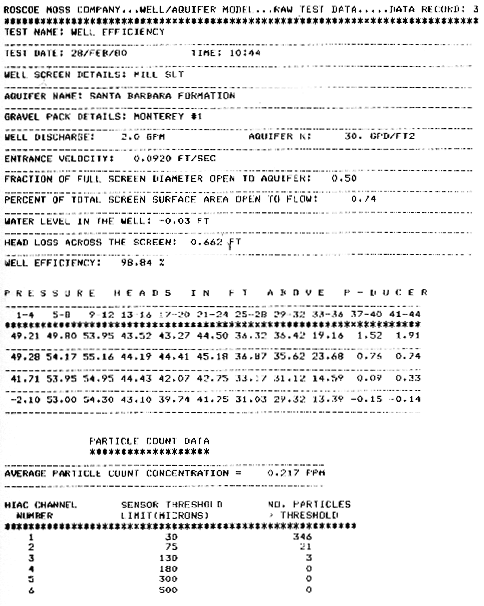 ROSCOE MOSS COMPANY...WELL/AQUIFER MODEL...RAW TEST DATA.....DATA RECORD: 3
TEST NAME: WELL EFFICIENCY
TEST DATE: 28/FEB/80 TIME: 10:44
WELL SCREEN DETAILS: MILL SLT
AQUIFER NAME: SANTA BARBARA FORMATION
GRAVEL PACK DETAILS: MONTEREY #1
WELL DISCHARGE: 2.0 GPM AQUIFER K: 30. GPD/FT2
ENTRANCE VELOCITY: 0.0920 FT/SEC
FRACTION OF FULL SCREEN DIAMETER OPEN TO AQUIFER: 0.50
PERCENT OF TOTAL SCREEN SURFACE AREA OPEN TO FLOW: 0.74
WATER LEVEL IN THE WELL: -0.03 FT
HEAD LOSS ACROSS THE SCREEN: 0.662 FT
WELL EFFICIENCY: 98.84 %
PRESSURE HEADS IN FT ABOVE P-DUCER
1-4 5-8 9-12 13-16 17-20 21-24 25-28 29-32 33-36 37-40 41-44
49.21 49.80 53.95 43.52 43.27 44.50 36.32 36.42 19.16 1.52 1.91
49.28 54.17 55.16 44.19 44.41 45.18 36.87 35.62 23.68 0.76 0.74
41.71 53.95 54.95 44.43 42.07 42.75 33.17 31.12 14.59 0.09 0.33
-2.10 53.00 54.30 43.10 39.74 41.75 31.03 29.32 13.39 -0.15 -0.14
PARTICLE COUNT DATA
AVERAGE PARTICLE COUNT CONCENTRATION = 0.217 PPM
HIAC CHANNEL SENSOR THRESHOLD NO. PARTICLES
NUMBER LIMIT(MICRONS) > THRESHOLD
1 30 346
2 75 21
3 130 3
4 180 0
5 300 0
6 500 0